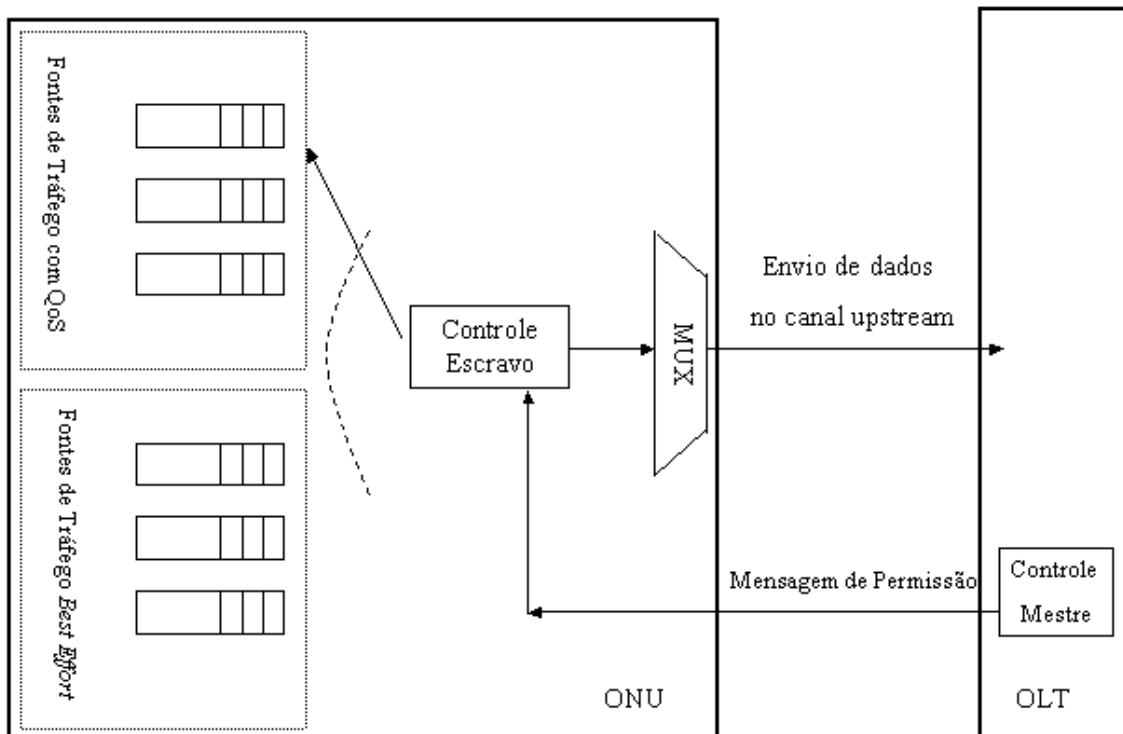 Fontes de Tráfego com QoS
Controle
Escravo
MUX
Envio de dados
no canal upstream
Fontes de Tráfego Best Effort
Mensagem de Permissão
Controle
Mestre
ONU
OLT